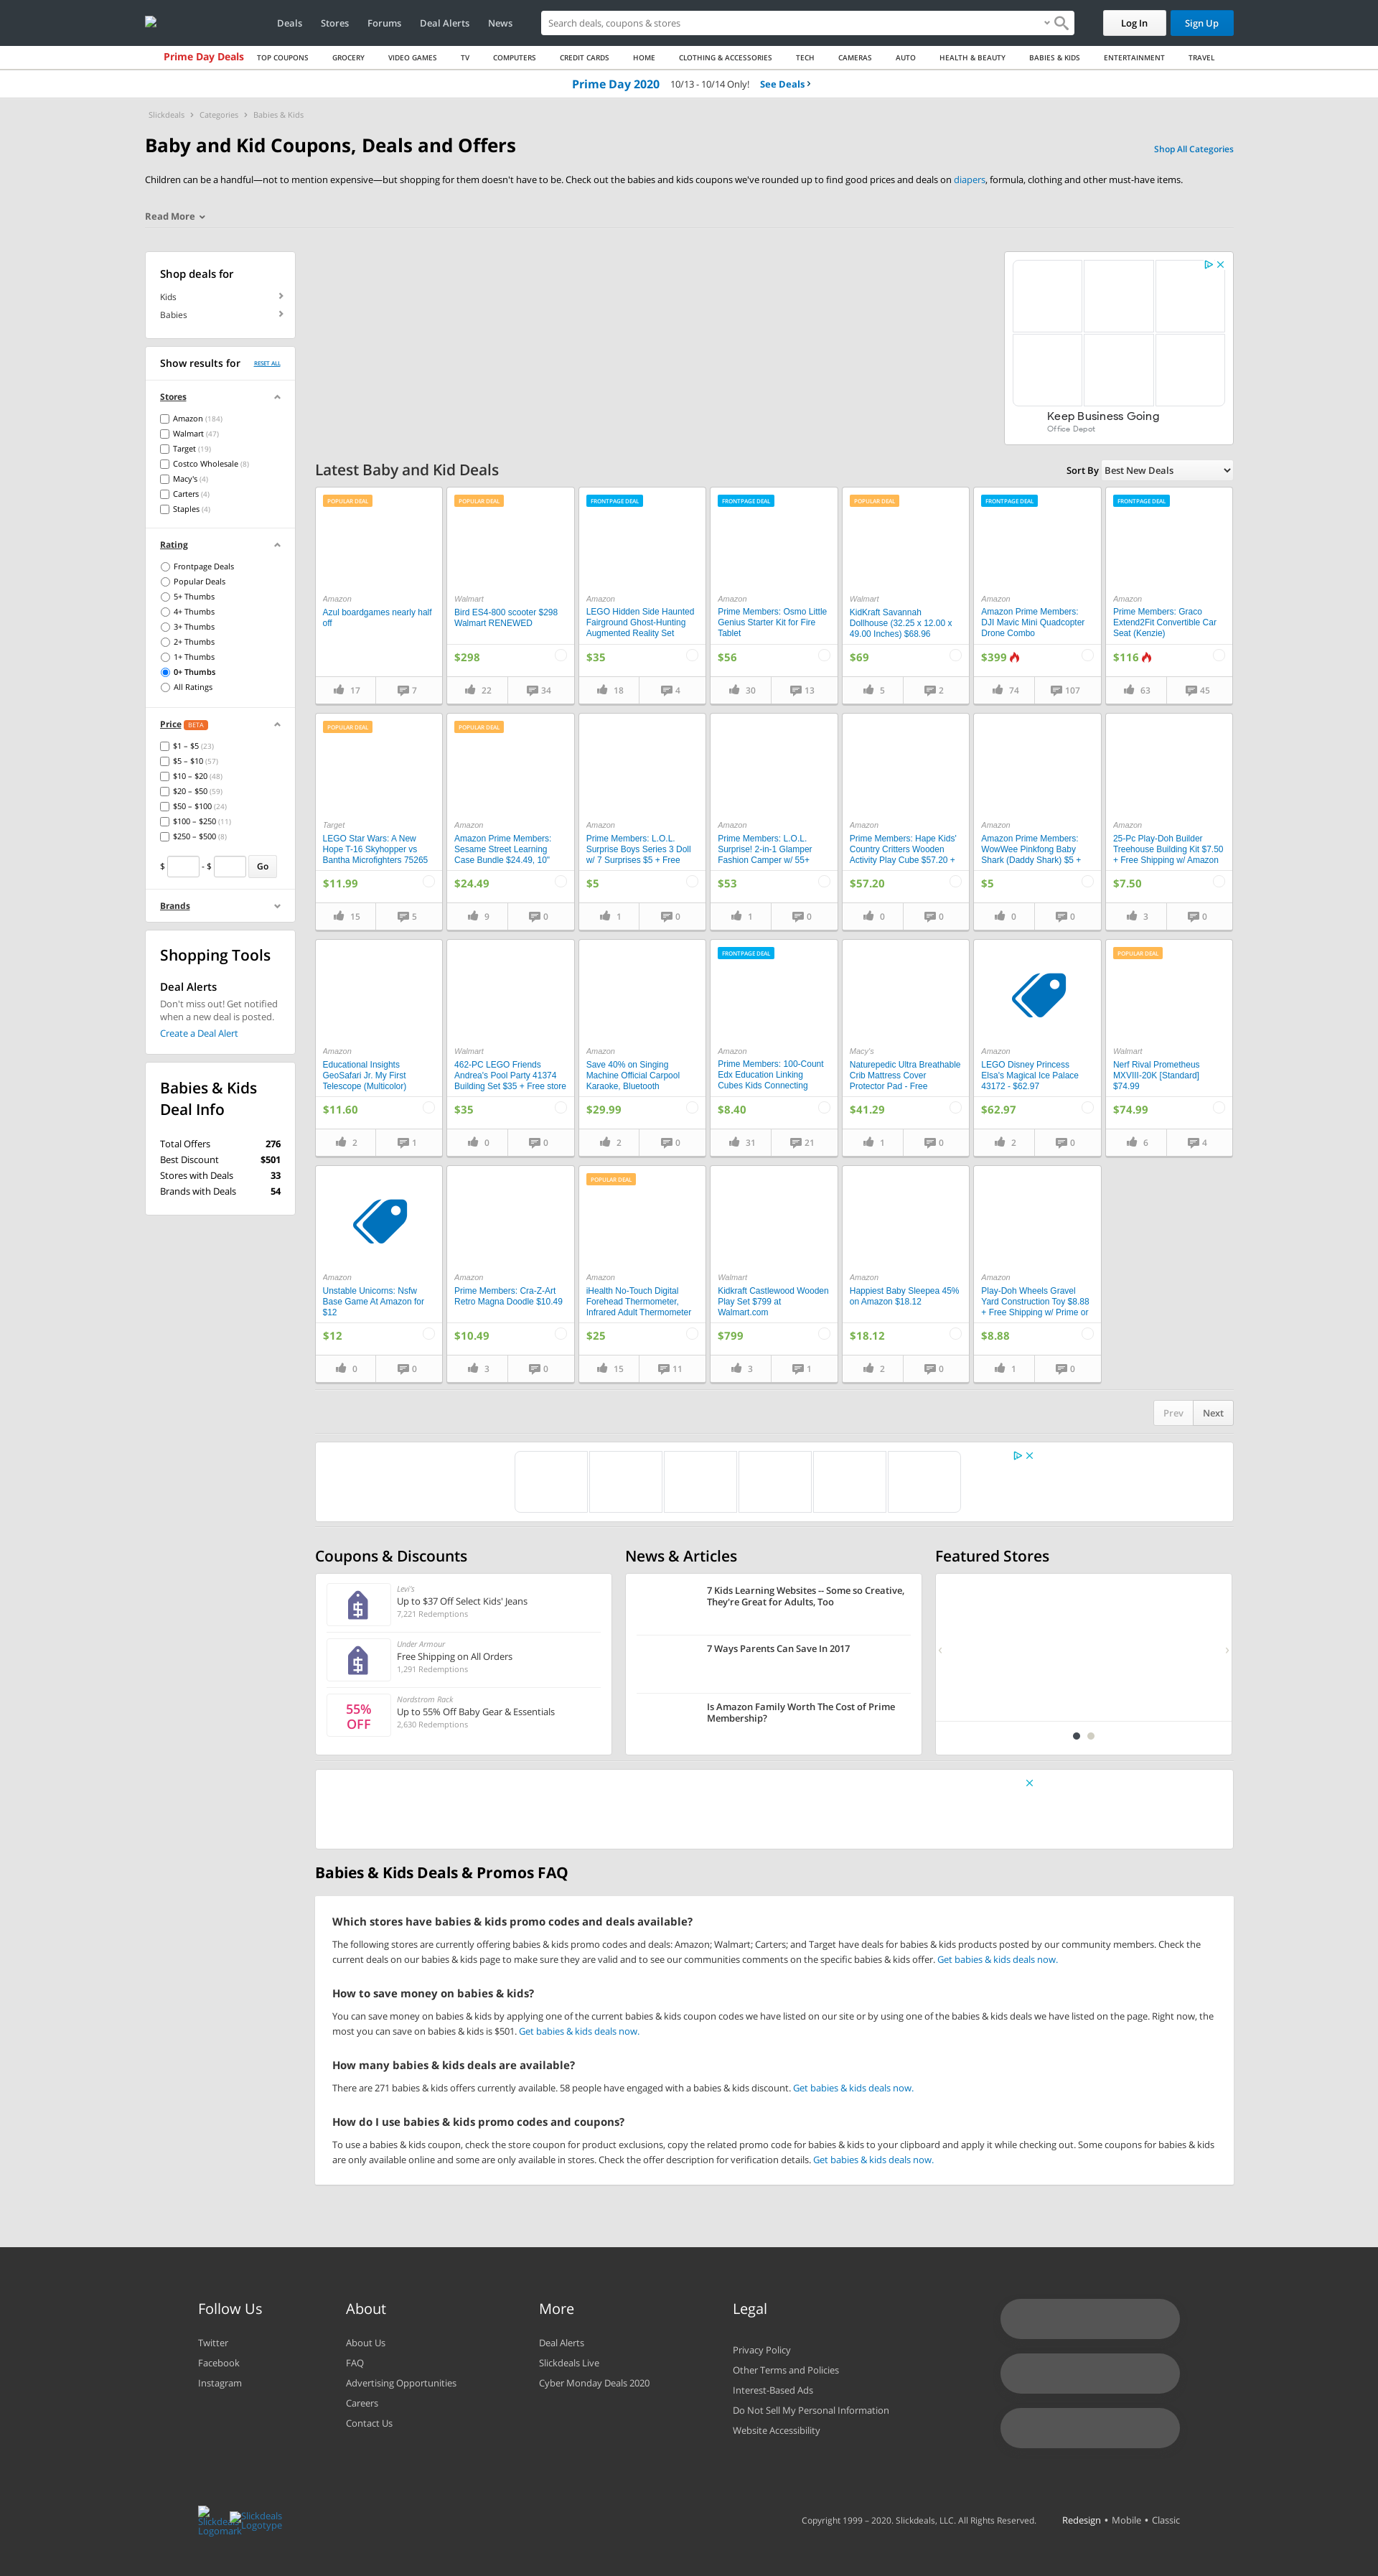 Deals Stores Forums Deal Alerts News Search deals, coupons & stores Log In Sign Up
Prime Day Deals TOP COUPONS GROCERY VIDEO GAMES TV COMPUTERS CREDIT CARDS HOME CLOTHING & ACCESSORIES TECH CAMERAS AUTO HEALTH & BEAUTY BABIES & KIDS ENTERTAINMENT TRAVEL
Prime Day 2020 10/13 - 10/14 Only! See Deals
Slickdeals Categories Babies & Kids
Baby and Kid Coupons, Deals and Offers
Shop All Categories
Children can be a handful—not to mention expensive—but shopping for them doesn't have to be. Check out the babies and kids coupons we've rounded up to find good prices and deals on diapers, formula, clothing and other must-have items.
Read More
Shop deals for
Kids
Babies
Show results for RESET ALL
Stores
Amazon (184)
Walmart (47)
Target (19)
Costco Wholesale (8)
Macy's (4)
Carters (4)
Staples (4)
Rating
Frontpage Deals
Popular Deals
5+ Thumbs
4+ Thumbs
3+ Thumbs
2+ Thumbs
1+ Thumbs
0+ Thumbs
All Ratings
Price BETA
$1 – $5 (23)
$5 – $10 (57)
$10 – $20 (48)
$20 – $50 (59)
$50 – $100 (24)
$100 – $250 (11)
$250 – $500 (8)
$ - $ Go
Brands
Shopping Tools
Deal Alerts
Don't miss out! Get notified
when a new deal is posted.
Create a Deal Alert
Babies & Kids
Deal Info
Total Offers 276
Best Discount $501
Stores with Deals 33
Brands with Deals 54
Keep Business Going
Office Depot
Latest Baby and Kid Deals
Sort By Best New Deals
POPULAR DEAL
Amazon
Azul boardgames nearly half
off
17 7
POPULAR DEAL
Walmart
Bird ES4-800 scooter $298
Walmart RENEWED
$298
22 34
FRONTPAGE DEAL
Amazon
LEGO Hidden Side Haunted
Fairground Ghost-Hunting
Augmented Reality Set
$35
18 4
FRONTPAGE DEAL
Amazon
Prime Members: Osmo Little
Genius Starter Kit for Fire
Tablet
$56
30 13
POPULAR DEAL
Walmart
KidKraft Savannah
Dollhouse (32.25 x 12.00 x
49.00 Inches) $68.96
$69
5 2
FRONTPAGE DEAL
Amazon
Amazon Prime Members:
DJI Mavic Mini Quadcopter
Drone Combo
$399
74 107
FRONTPAGE DEAL
Amazon
Prime Members: Graco
Extend2Fit Convertible Car
Seat (Kenzie)
$116
63 45
POPULAR DEAL
Target
LEGO Star Wars: A New
Hope T-16 Skyhopper vs
Bantha Microfighters 75265
$11.99
15 5
POPULAR DEAL
Amazon
Amazon Prime Members:
Sesame Street Learning
Case Bundle $24.49, 10"
$24.49
9 0
Amazon
Prime Members: L.O.L.
Surprise Boys Series 3 Doll
w/ 7 Surprises $5 + Free
$5
1 0
Amazon
Prime Members: L.O.L.
Surprise! 2-in-1 Glamper
Fashion Camper w/ 55+
$53
1 0
Amazon
Prime Members: Hape Kids'
Country Critters Wooden
Activity Play Cube $57.20 +
$57.20
0 0
Amazon
Amazon Prime Members:
WowWee Pinkfong Baby
Shark (Daddy Shark) $5 +
$5
0 0
Amazon
25-Pc Play-Doh Builder
Treehouse Building Kit $7.50
+ Free Shipping w/ Amazon
$7.50
3 0
Amazon
Educational Insights
GeoSafari Jr. My First
Telescope (Multicolor)
$11.60
2 1
Walmart
462-PC LEGO Friends
Andrea's Pool Party 41374
Building Set $35 + Free store
$35
0 0
Amazon
Save 40% on Singing
Machine Official Carpool
Karaoke, Bluetooth
$29.99
2 0
FRONTPAGE DEAL
Amazon
Prime Members: 100-Count
Edx Education Linking
Cubes Kids Connecting
$8.40
31 21
Macy's
Naturepedic Ultra Breathable
Crib Mattress Cover
Protector Pad - Free
$41.29
1 0
Amazon
LEGO Disney Princess
Elsa's Magical Ice Palace
43172 - $62.97
$62.97
2 0
POPULAR DEAL
Walmart
Nerf Rival Prometheus
MXVIII-20K [Standard]
$74.99
$74.99
6 4
Amazon
Unstable Unicorns: Nsfw
Base Game At Amazon for
$12
$12
0 0
Amazon
Prime Members: Cra-Z-Art
Retro Magna Doodle $10.49
$10.49
3 0
POPULAR DEAL
Amazon
iHealth No-Touch Digital
Forehead Thermometer,
Infrared Adult Thermometer
$25
15 11
Walmart
Kidkraft Castlewood Wooden
Play Set $799 at
Walmart.com
$799
3 1
Amazon
Happiest Baby Sleepea 45%
on Amazon $18.12
$18.12
2 0
Amazon
Play-Doh Wheels Gravel
Yard Construction Toy $8.88
+ Free Shipping w/ Prime or
$8.88
1 0
Prev Next
Coupons & Discounts
Levi's
Up to $37 Off Select Kids' Jeans
7,221 Redemptions
Under Armour
Free Shipping on All Orders
1,291 Redemptions
55%
OFF
Nordstrom Rack
Up to 55% Off Baby Gear & Essentials
2,630 Redemptions
News & Articles
7 Kids Learning Websites -- Some so Creative,
They're Great for Adults, Too
7 Ways Parents Can Save In 2017
Is Amazon Family Worth The Cost of Prime
Membership?
Featured Stores
Babies & Kids Deals & Promos FAQ
Which stores have babies & kids promo codes and deals available?
The following stores are currently offering babies & kids promo codes and deals: Amazon; Walmart; Carters; and Target have deals for babies & kids products posted by our community members. Check the
current deals on our babies & kids page to make sure they are valid and to see our communities comments on the specific babies & kids offer. Get babies & kids deals now.
How to save money on babies & kids?
You can save money on babies & kids by applying one of the current babies & kids coupon codes we have listed on our site or by using one of the babies & kids deals we have listed on the page. Right now, the
most you can save on babies & kids is $501. Get babies & kids deals now.
How many babies & kids deals are available?
There are 271 babies & kids offers currently available. 58 people have engaged with a babies & kids discount. Get babies & kids deals now.
How do I use babies & kids promo codes and coupons?
To use a babies & kids coupon, check the store coupon for product exclusions, copy the related promo code for babies & kids to your clipboard and apply it while checking out. Some coupons for babies & kids
are only available online and some are only available in stores. Check the offer description for verification details. Get babies & kids deals now.
Follow Us
Twitter
Facebook
Instagram
About
About Us
FAQ
Advertising Opportunities
Careers
Contact Us
More
Deal Alerts
Slickdeals Live
Cyber Monday Deals 2020
Legal
Privacy Policy
Other Terms and Policies
Interest-Based Ads
Do Not Sell My Personal Information
Website Accessibility
Slickdeals
Logomark
Slickdeals
Logotype
Copyright 1999 – 2020. Slickdeals, LLC. All Rights Reserved. Redesign • Mobile • Classic